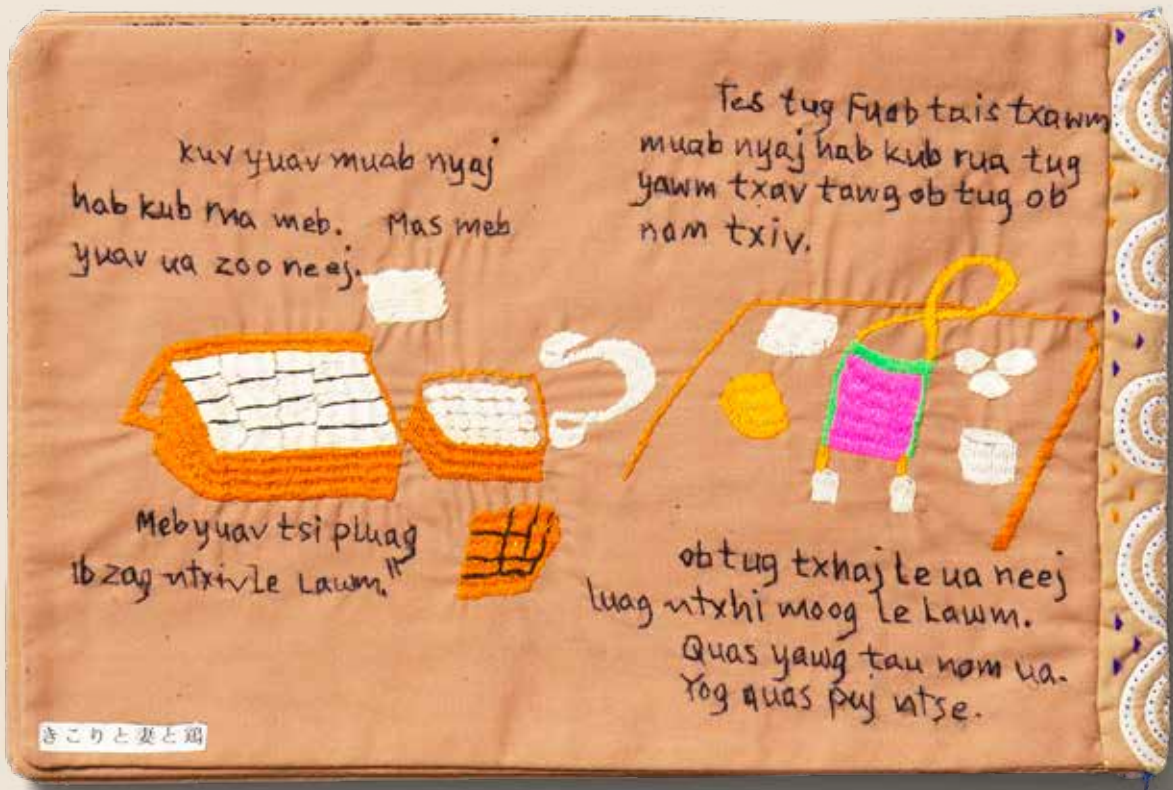 Kuv yuav muab nyaj
hab kub rua meb. Mas meb
yuav ua zoo neej.
Meb yuav tsi pluag
ib zag ntxiv le Lawm."
Tes tug Fuab tais txawm
muab nyaj hab kub rua tug
yawm txav tawg ob tug ob
nam txiv.
ob tug txhaj le ua neej
luag ntxhi moog le Lawm.
Quas yawg tau nom ua.
Yog quas puj ntse.
きこりと妻と鶏